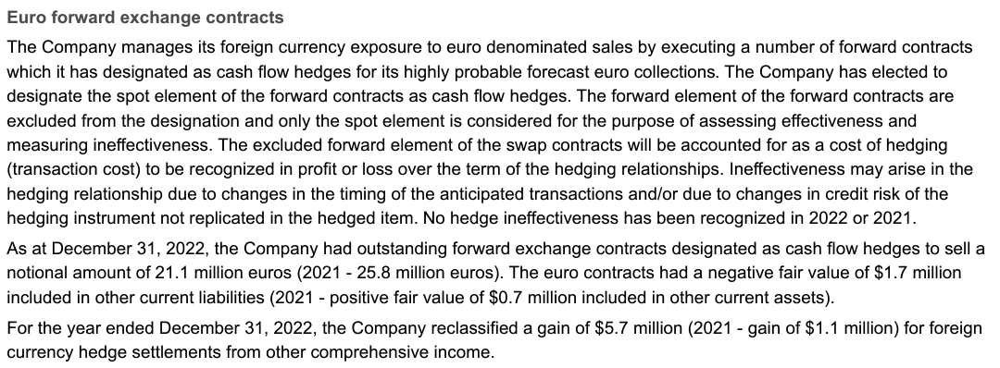 Euro forward exchange contracts
The Company manages its foreign currency exposure to euro denominated sales by executing a number of forward contracts
which it has designated as cash flow hedges for its highly probable forecast euro collections. The Company has elected to
designate the spot element of the forward contracts as cash flow hedges. The forward element of the forward contracts are
excluded from the designation and only the spot element is considered for the purpose of assessing effectiveness and
measuring ineffectiveness. The excluded forward element of the swap contracts will be accounted for as a cost of hedging
(transaction cost) to be recognized in profit or loss over the term of the hedging relationships. Ineffectiveness may arise in the
hedging relationship due to changes in the timing of the anticipated transactions and/or due to changes in credit risk of the
hedging instrument not replicated in the hedged item. No hedge ineffectiveness has been recognized in 2022 or 2021.
As at December 31, 2022, the Company had outstanding forward exchange contracts designated as cash flow hedges to sell a
notional amount of 21.1 million euros (2021 - 25.8 million euros). The euro contracts had a negative fair value of $1.7 million
included in other current liabilities (2021 - positive fair value of $0.7 million included in other current assets).
For the year ended December 31, 2022, the Company reclassified a gain of $5.7 million (2021 - gain of $1.1 million) for foreign
currency hedge settlements from other comprehensive income.